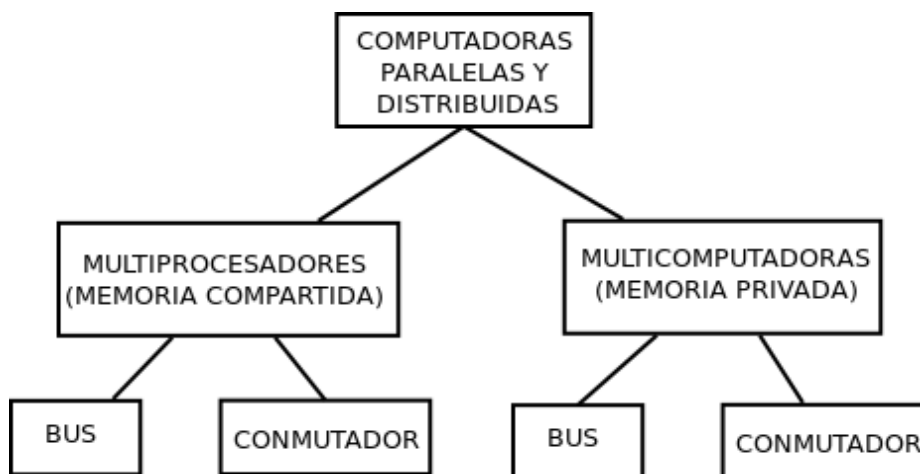 COMPUTADORAS
PARALELAS Y
DISTRIBUIDAS
MULTIPROCESADORES
(MEMORIA COMPARTIDA)
MULTICOMPUTADORAS
(MEMORIA PRIVADA)
BUS
CONMUTADOR
BUS
CONMUTADOR